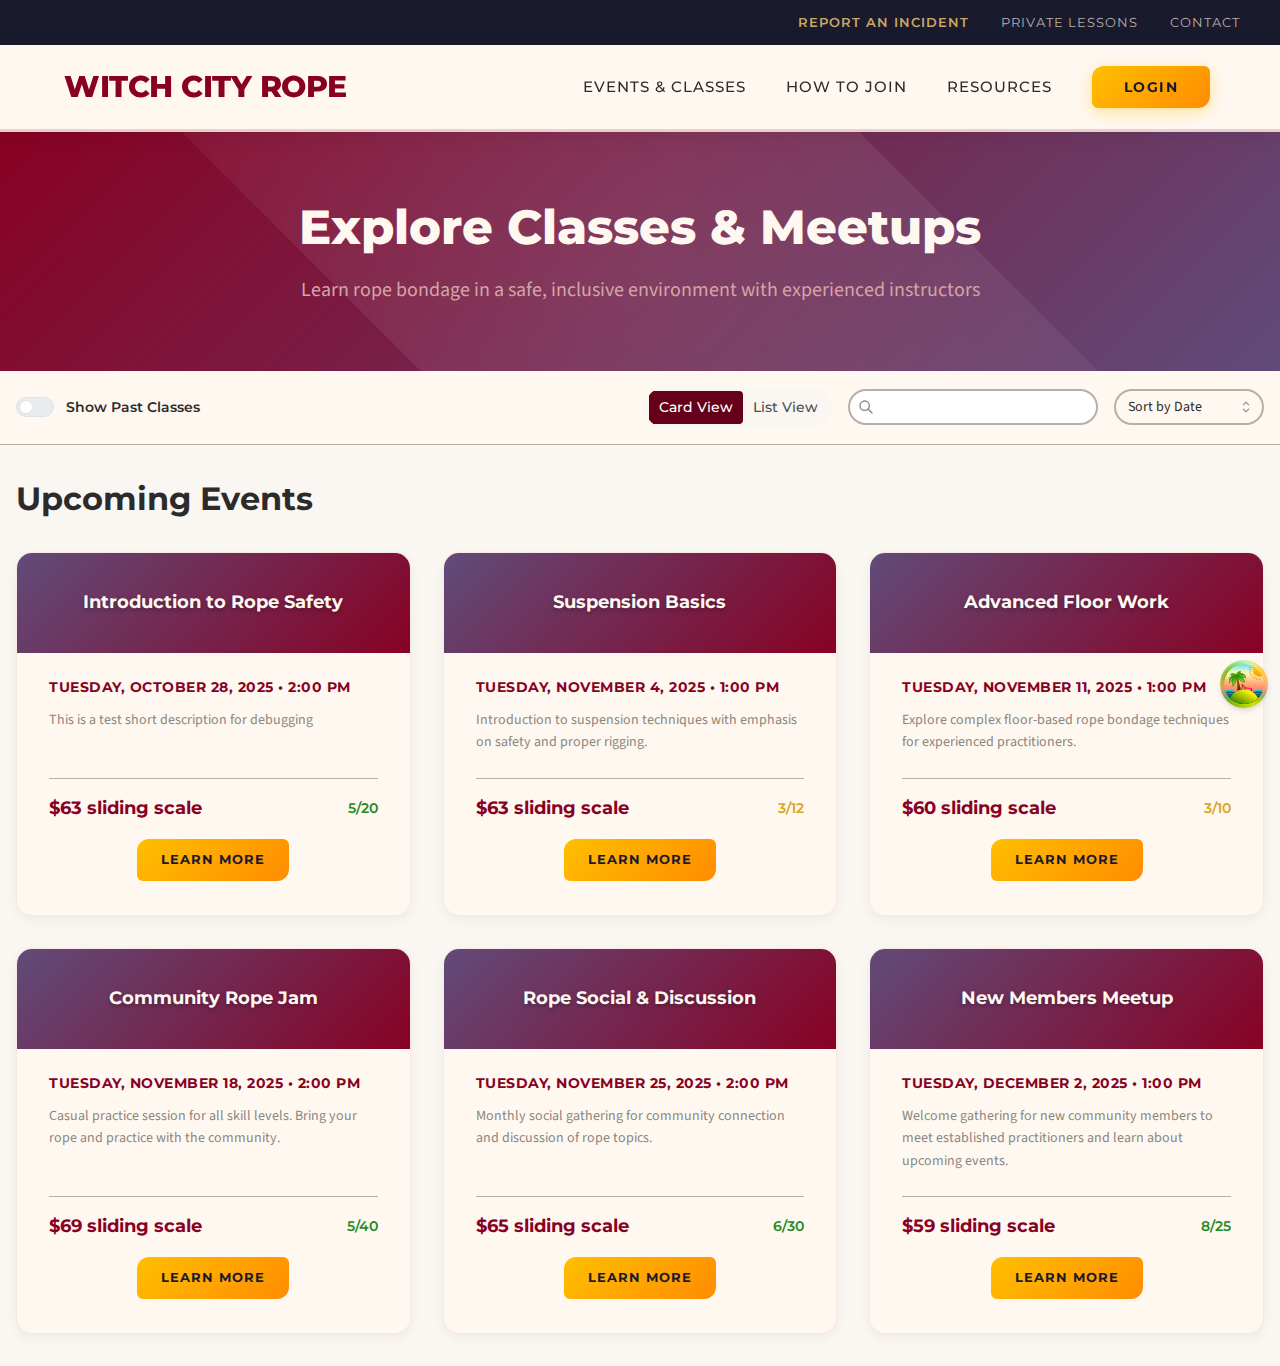 REPORT AN INCIDENT PRIVATE LESSONS CONTACT
WITCH CITY ROPE EVENTS & CLASSES HOW TO JOIN RESOURCES LOGIN
Explore Classes & Meetups
Learn rope bondage in a safe, inclusive environment with experienced instructors
Show Past Classes Card View List View Sort by Date
Upcoming Events
Introduction to Rope Safety
TUESDAY, OCTOBER 28, 2025 • 2:00 PM
This is a test short description for debugging
$63 sliding scale 5/20
LEARN MORE
Suspension Basics
TUESDAY, NOVEMBER 4, 2025 • 1:00 PM
Introduction to suspension techniques with emphasis
on safety and proper rigging.
$63 sliding scale 3/12
LEARN MORE
Advanced Floor Work
TUESDAY, NOVEMBER 11, 2025 • 1:00 PM
Explore complex floor-based rope bondage techniques
for experienced practitioners.
$60 sliding scale 3/10
LEARN MORE
Community Rope Jam
TUESDAY, NOVEMBER 18, 2025 • 2:00 PM
Casual practice session for all skill levels. Bring your
rope and practice with the community.
$69 sliding scale 5/40
LEARN MORE
Rope Social & Discussion
TUESDAY, NOVEMBER 25, 2025 • 2:00 PM
Monthly social gathering for community connection
and discussion of rope topics.
$65 sliding scale 6/30
LEARN MORE
New Members Meetup
TUESDAY, DECEMBER 2, 2025 • 1:00 PM
Welcome gathering for new community members to
meet established practitioners and learn about
upcoming events.
$59 sliding scale 8/25
LEARN MORE